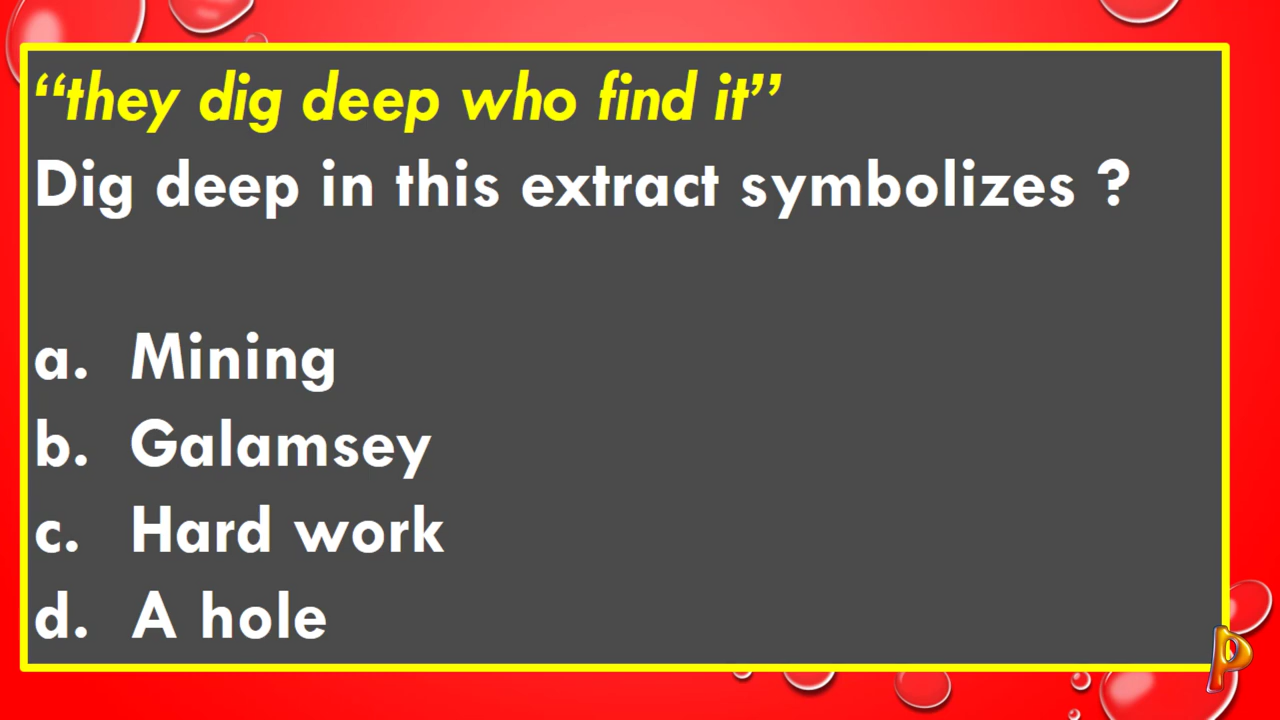 “they dig deep who find it”
Dig deep in this extract symbolizes ?
a. Mining
b. Galamsey
c. Hard work
d. A hole
P